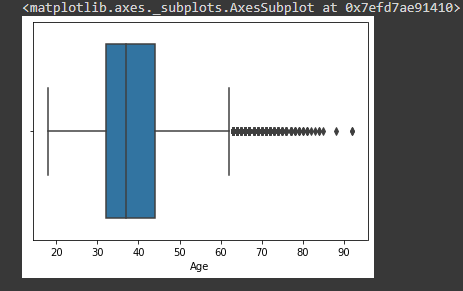 <matplotlib.axes._subplots.AxesSubplot at 0x7efd7ae91410>
20 30 40 50 60 70 80 90
Age